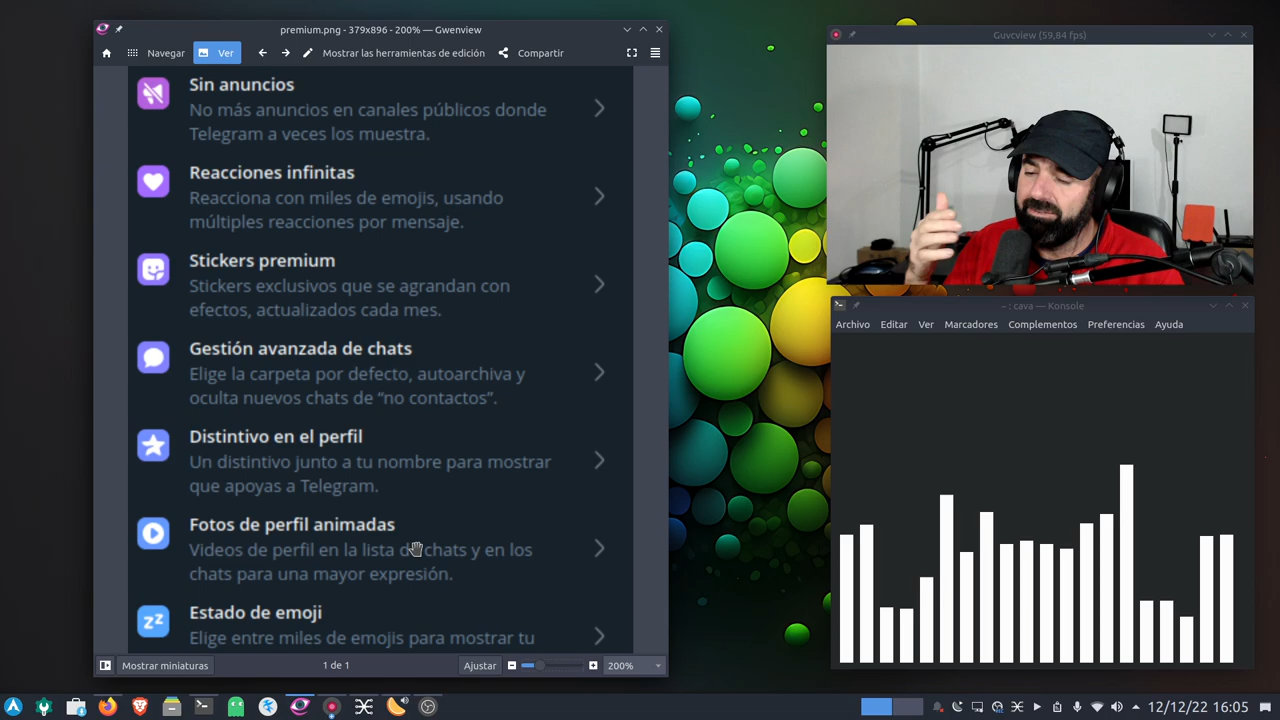 premium.png - 379x896 - 200% — Gwenview
Navegar
Ver
Mostrar las herramientas de edición
Compartir
Sin anuncios
No más anuncios en canales públicos donde
Telegram a veces los muestra.
Reacciones infinitas
Reacciona con miles de emojis, usando
múltiples reacciones por mensaje.
Stickers premium
Stickers exclusivos que se agrandan con
efectos, actualizados cada mes.
Gestión avanzada de chats
Elige la carpeta por defecto, autoarchiva y
oculta nuevos chats de “no contactos”.
Distintivo en el perfil
Un distintivo junto a tu nombre para mostrar
que apoyas a Telegram.
Fotos de perfil animadas
Videos de perfil en la lista de chats y en los
chats para una mayor expresión.
zz
Estado de emoji
Elige entre miles de emojis para mostrar tu
Mostrar miniaturas
1 de 1
Ajustar
200%
Guvcview (59,84 fps)
~ : cava — Konsole
Archivo Editar Ver Marcadores Complementos Preferencias Ayuda
12/12/22 16:05